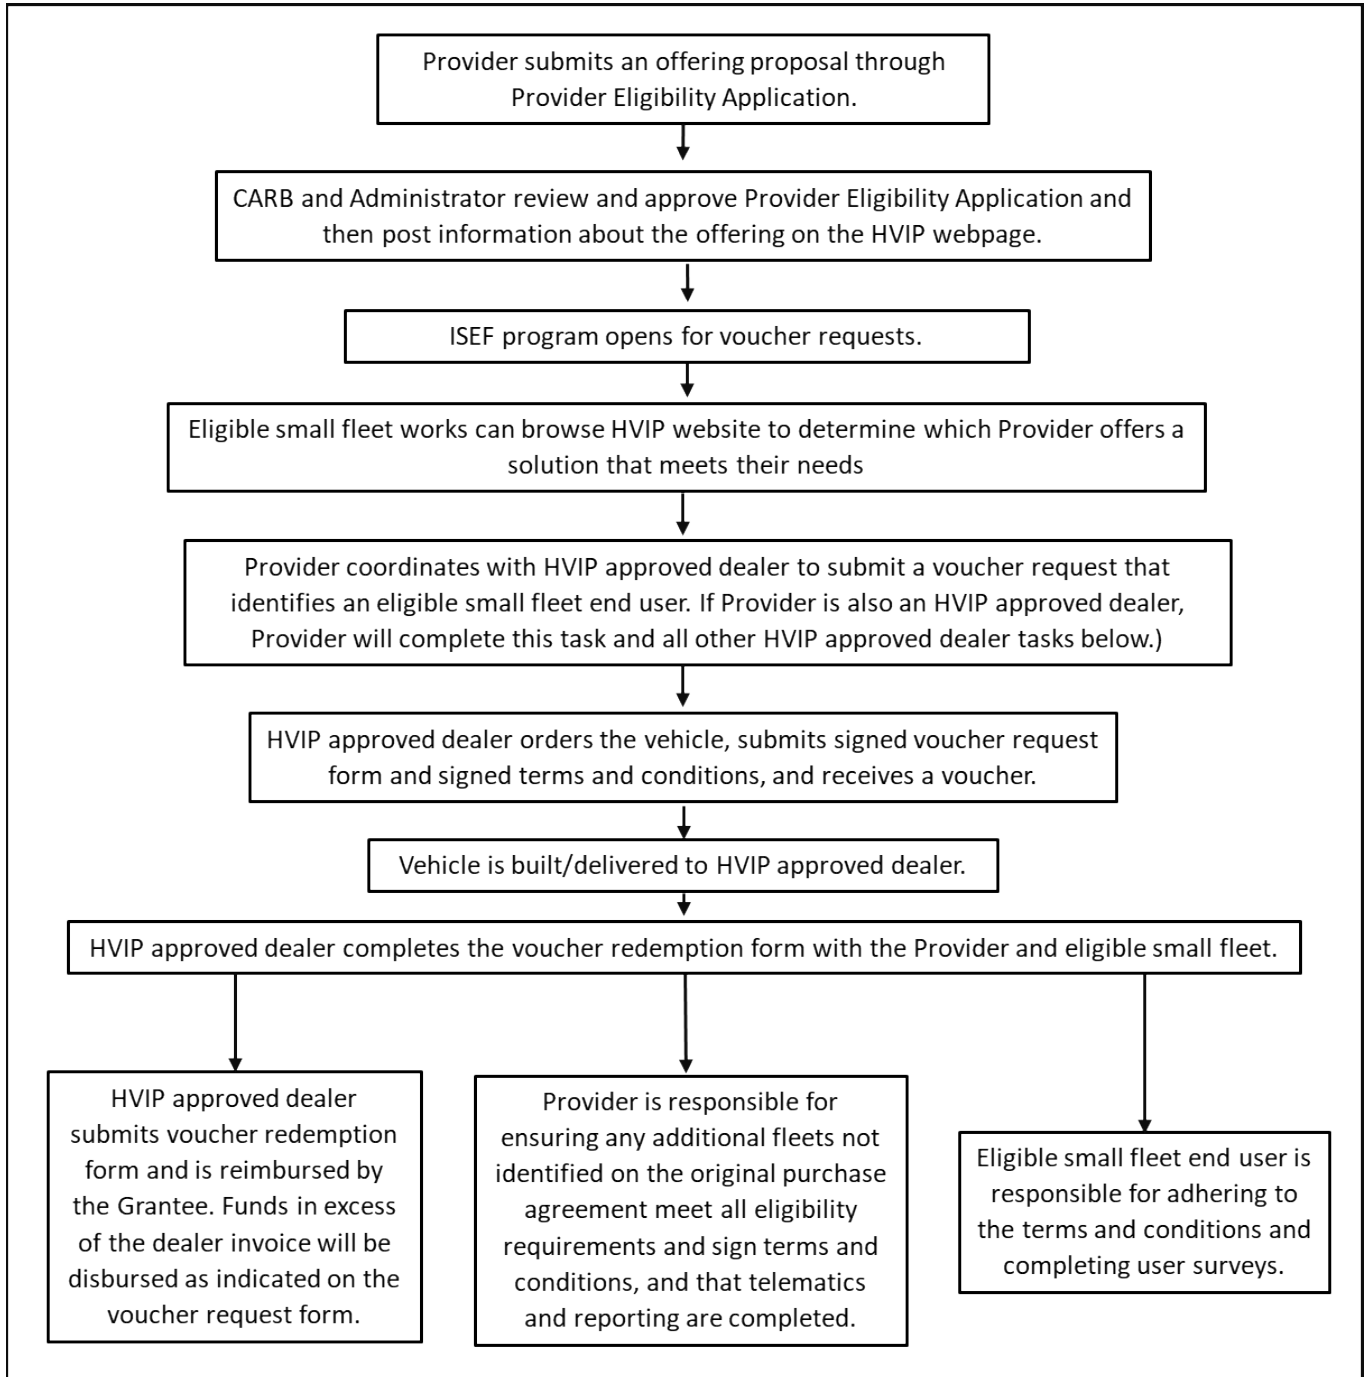 Provider submits an offering proposal through
Provider Eligibility Application.
CARB and Administrator review and approve Provider Eligibility Application and
then post information about the offering on the HVIP webpage.
ISEF program opens for voucher requests.
Eligible small fleet works can browse HVIP website to determine which Provider offers a
solution that meets their needs
Provider coordinates with HVIP approved dealer to submit a voucher request that
identifies an eligible small fleet end user. If Provider is also an HVIP approved dealer,
Provider will complete this task and all other HVIP approved dealer tasks below.)
HVIP approved dealer orders the vehicle, submits signed voucher request
form and signed terms and conditions, and receives a voucher.
Vehicle is built/delivered to HVIP approved dealer.
HVIP approved dealer completes the voucher redemption form with the Provider and eligible small fleet.
HVIP approved dealer
submits voucher redemption
form and is reimbursed by
the Grantee. Funds in excess
of the dealer invoice will be
disbursed as indicated on the
voucher request form.
Provider is responsible for
ensuring any additional fleets not
identified on the original purchase
agreement meet all eligibility
requirements and sign terms and
conditions, and that telematics
and reporting are completed.
Eligible small fleet end user is
responsible for adhering to
the terms and conditions and
completing user surveys.